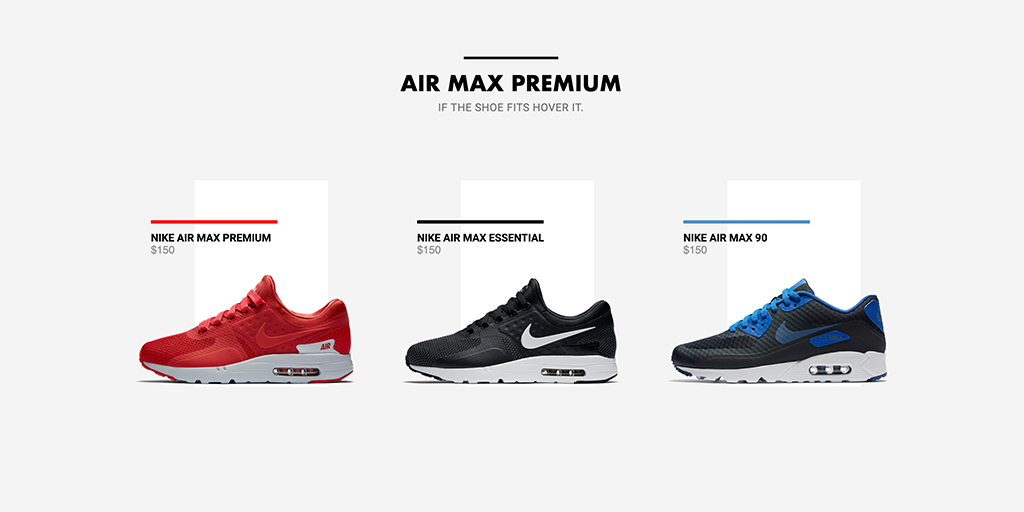 AIR MAX PREMIUM
IF THE SHOE FITS HOVER IT.
NIKE AIR MAX PREMIUM
$150
NIKE AIR MAX ESSENTIAL
$150
NIKE AIR MAX 90
$150
AIR